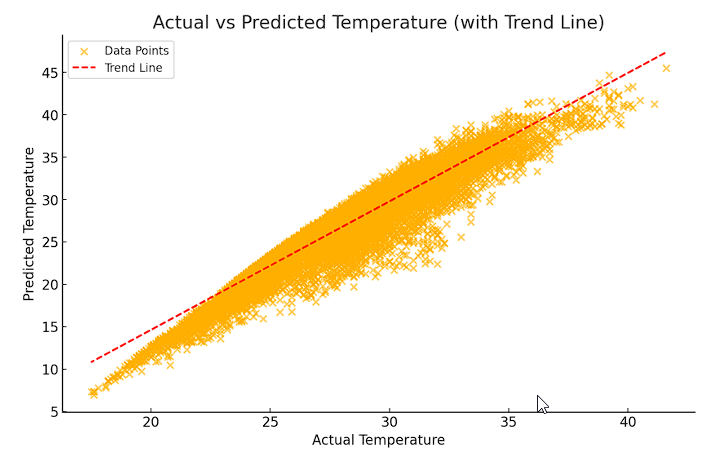 Actual vs Predicted Temperature (with Trend Line)
Data Points
Trend Line
45
40
35
30
25
20
15
10
5
Predicted Temperature
20 25 30 35 40
Actual Temperature